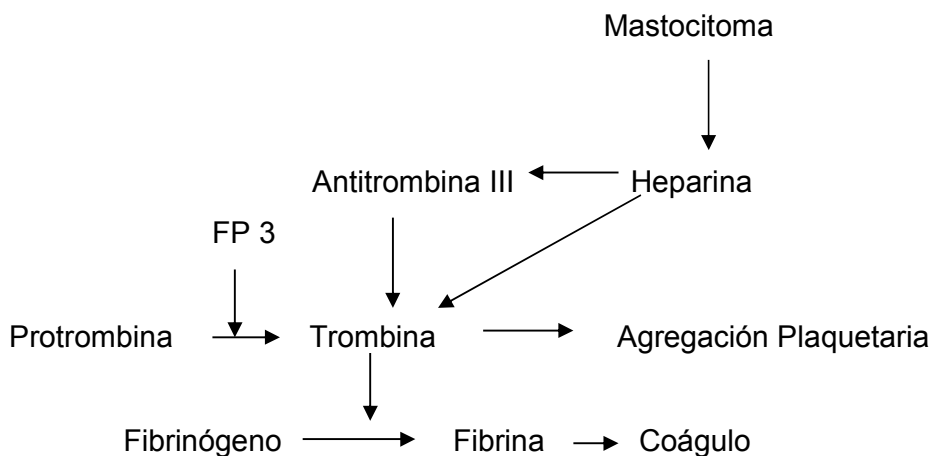 Mastocitoma
Antitrombina III Heparina
FP 3
Protrombina Trombina Agregación Plaquetaria
Fibrinógeno Fibrina Coágulo